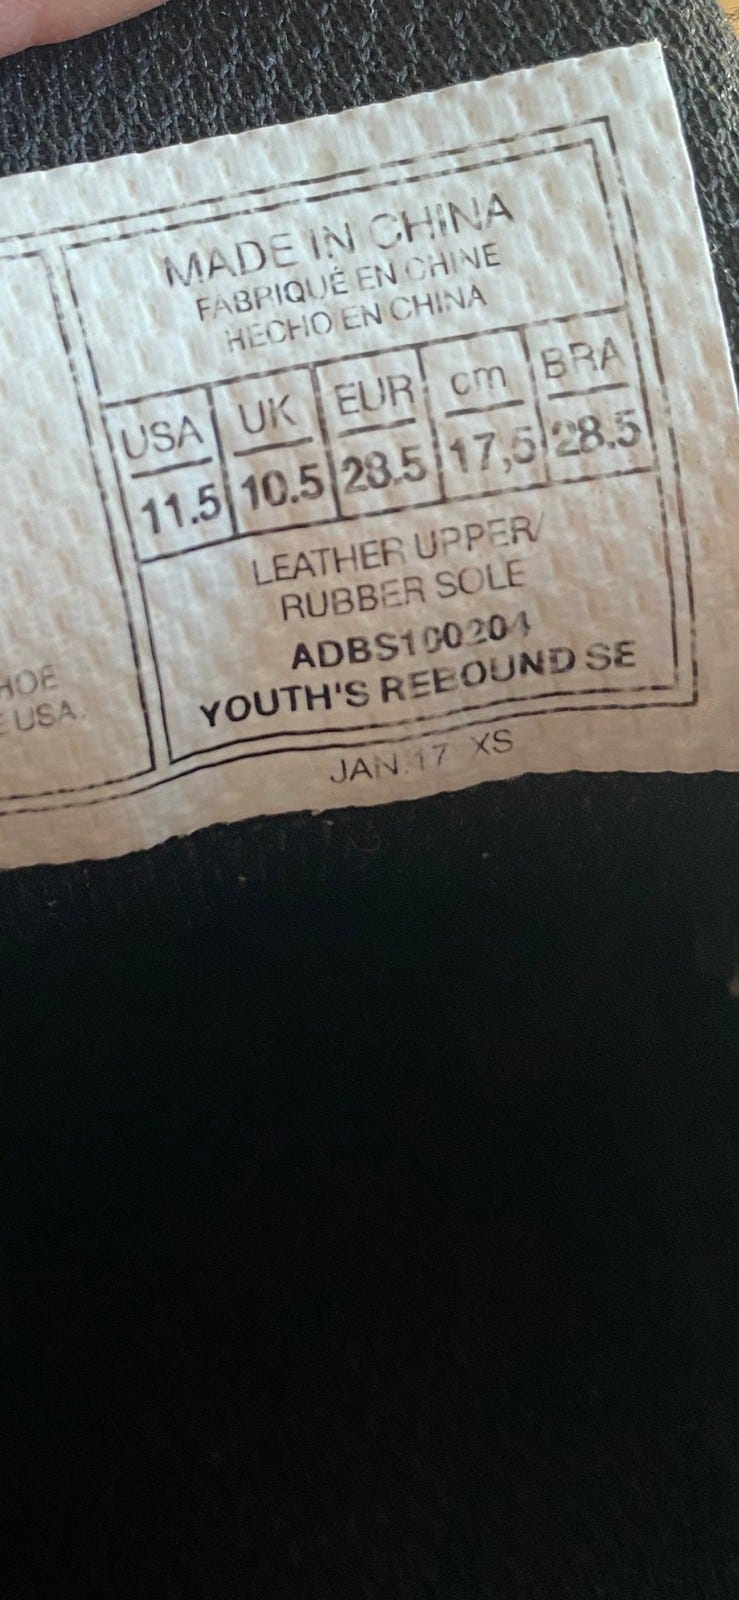 MADE IN CHINA
FABRIQUÉ EN CHINE
HECHO EN CHINA
USA UK EUR cm BRA
11.5 10.5 28.5 17,5 28.5
LEATHER UPPER/
RUBBER SOLE
ADBS100204
YOUTH'S REBOUND SE
JAN.17 XS
USA.